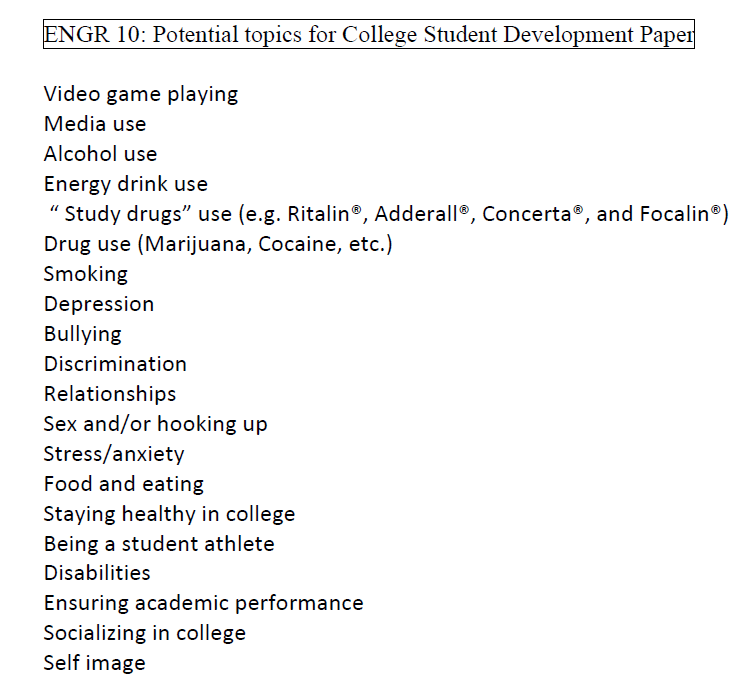 ENGR 10: Potential topics for College Student Development Paper
Video game playing
Media use
Alcohol use
Energy drink use
“ Study drugs” use (e.g. Ritalin®, Adderall®, Concerta®, and Focalin®)
Drug use (Marijuana, Cocaine, etc.)
Smoking
Depression
Bullying
Discrimination
Relationships
Sex and/or hooking up
Stress/anxiety
Food and eating
Staying healthy in college
Being a student athlete
Disabilities
Ensuring academic performance
Socializing in college
Self image